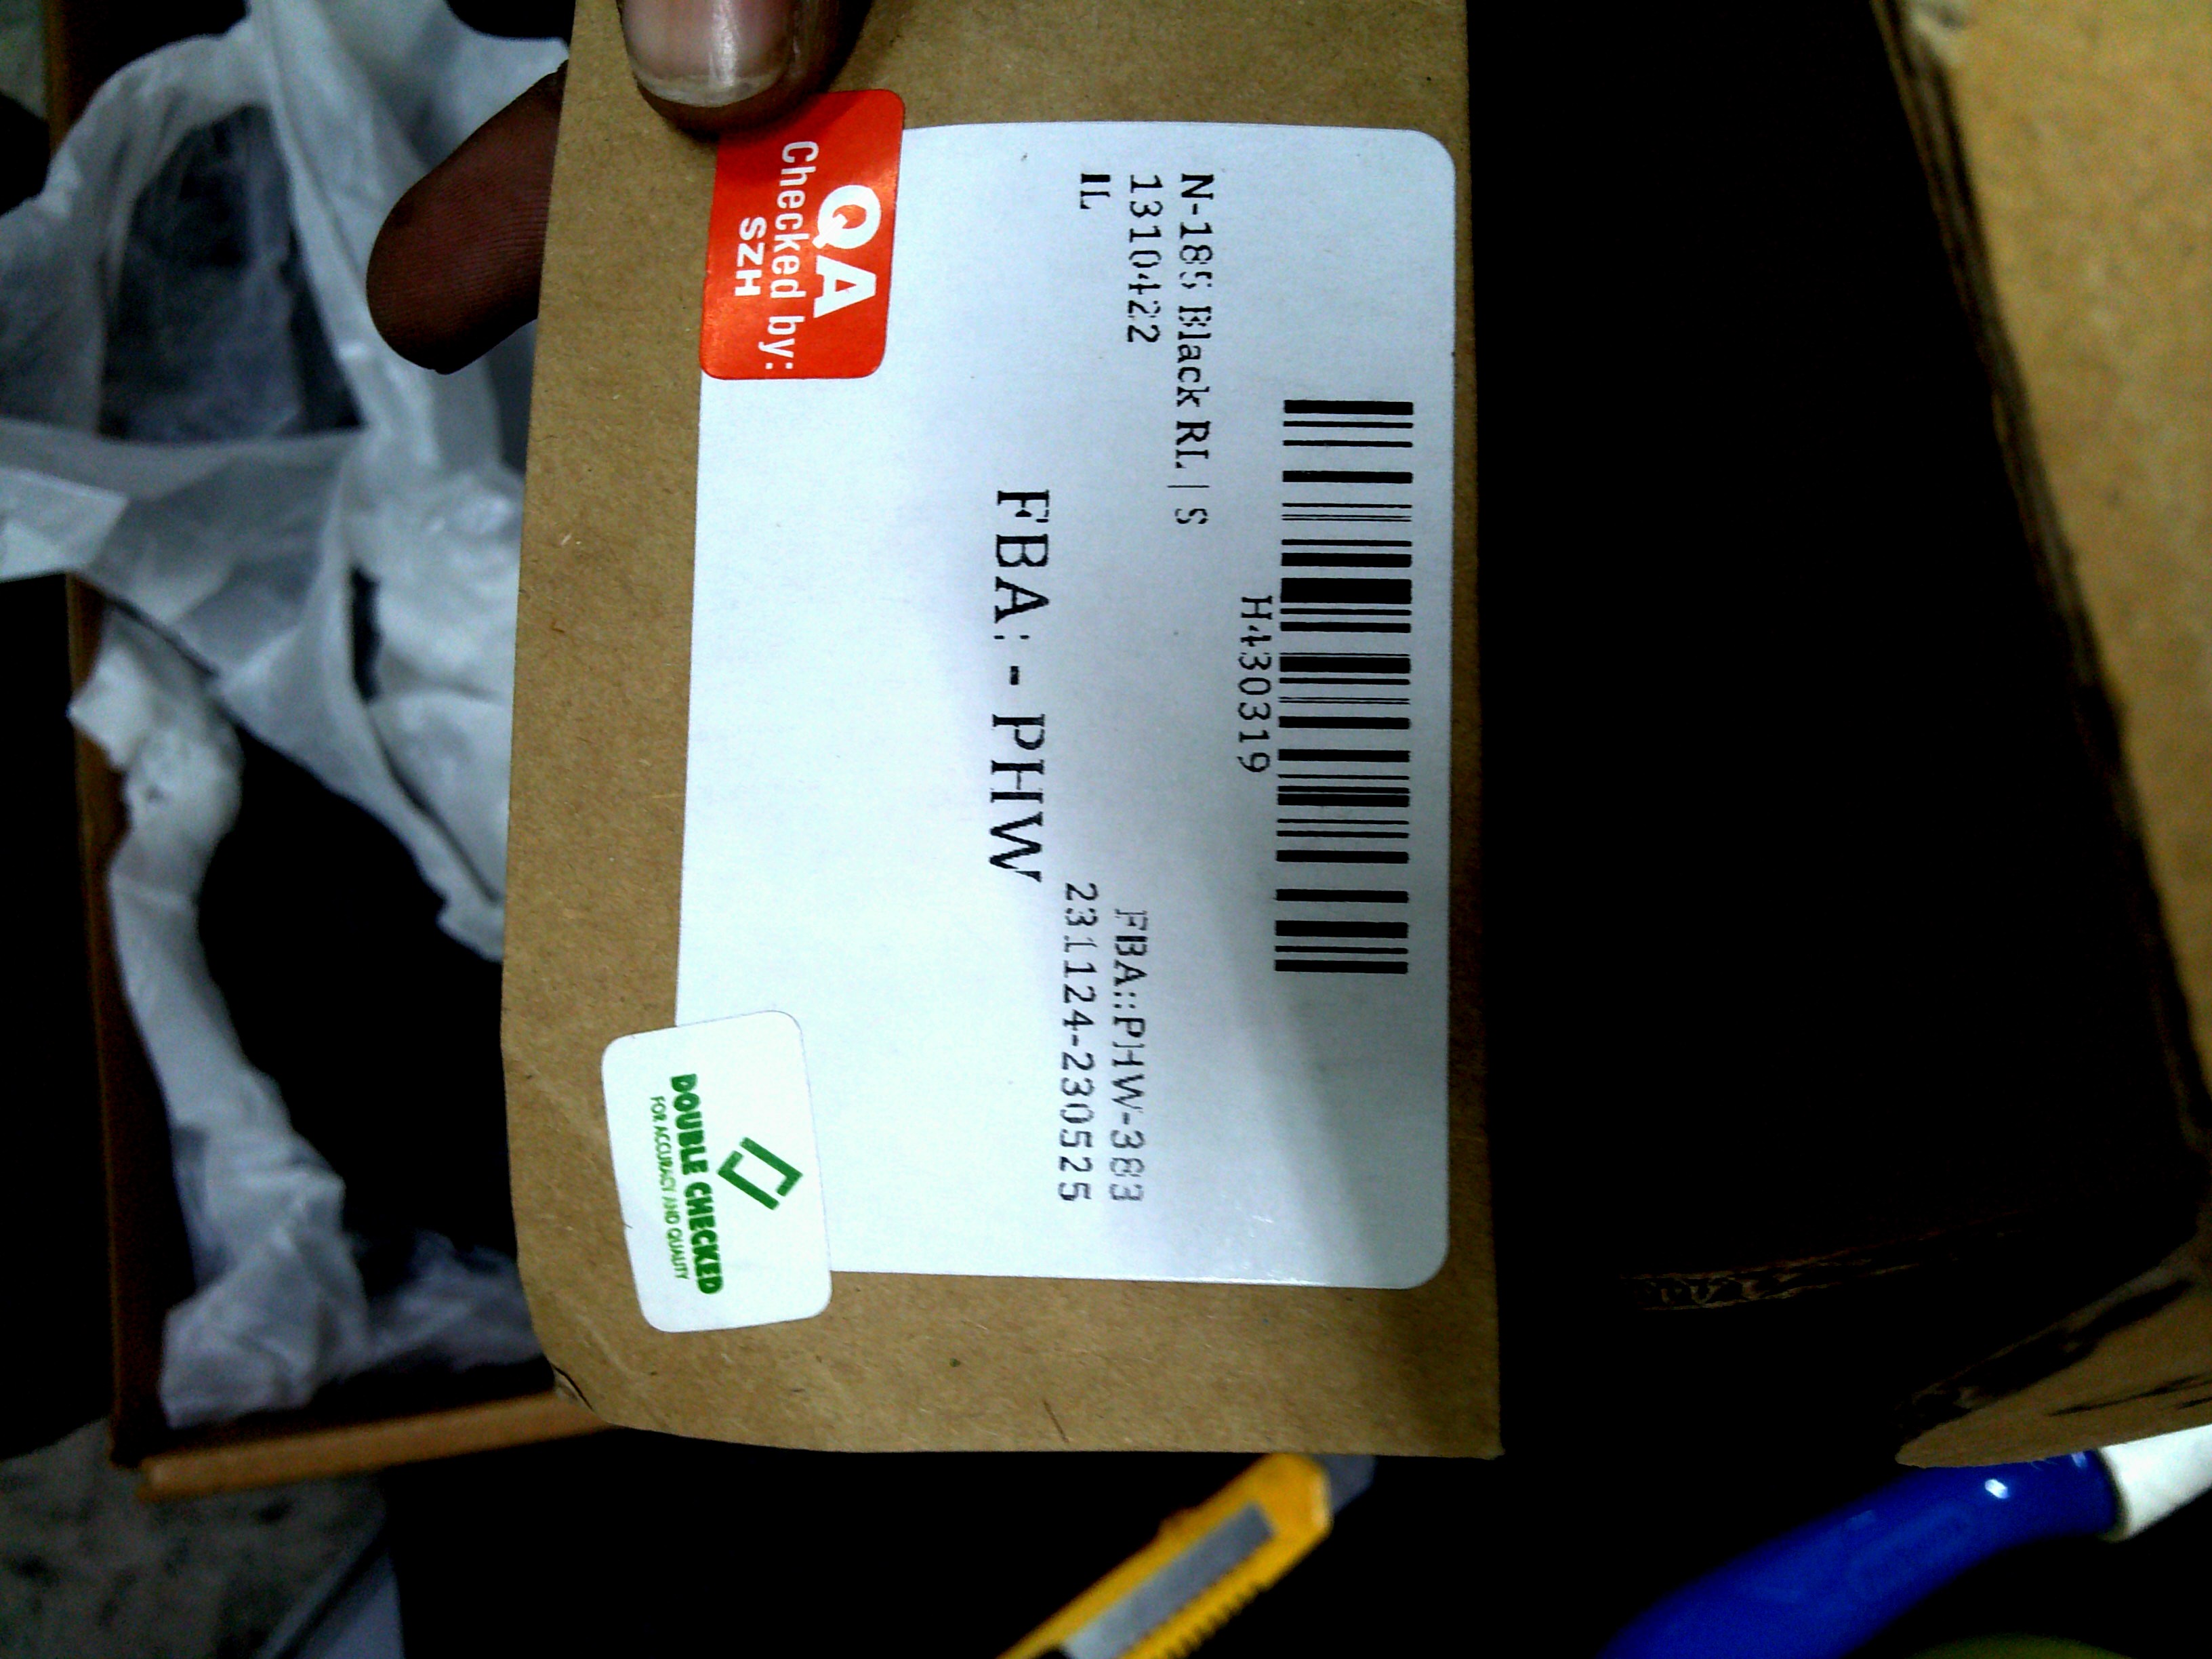 H430319
N-185 Black RL | S
1310422
IL
FBA::PHW-383
231124-230525
FBA: - PHW
QA
Checked by:
SZH
DOUBLE CHECKED
FOR ACCURACY AND QUALITY